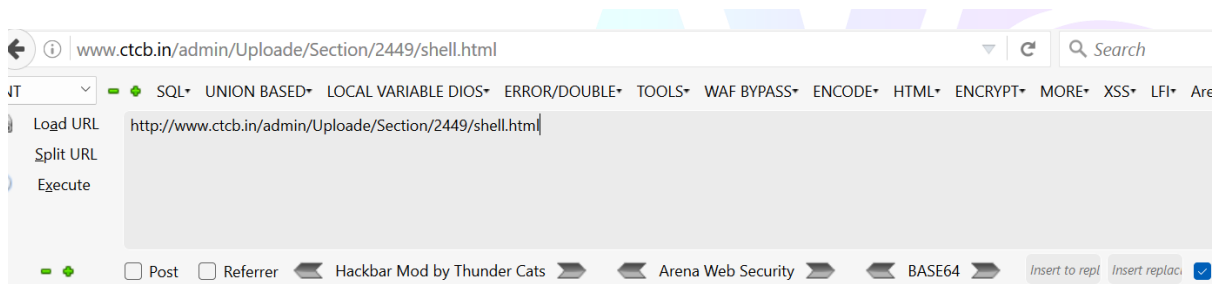 www.ctcb.in/admin/Uploade/Section/2449/shell.html Search
NT SQL UNION BASED LOCAL VARIABLE DIOS ERROR/DOUBLE TOOLS WAF BYPASS ENCODE HTML ENCRYPT MORE XSS LFI Are
Load URL http://www.ctcb.in/admin/Uploade/Section/2449/shell.html
Split URL
Execute
Post Referrer Hackbar Mod by Thunder Cats Arena Web Security BASE64 Insert to repl Insert replac